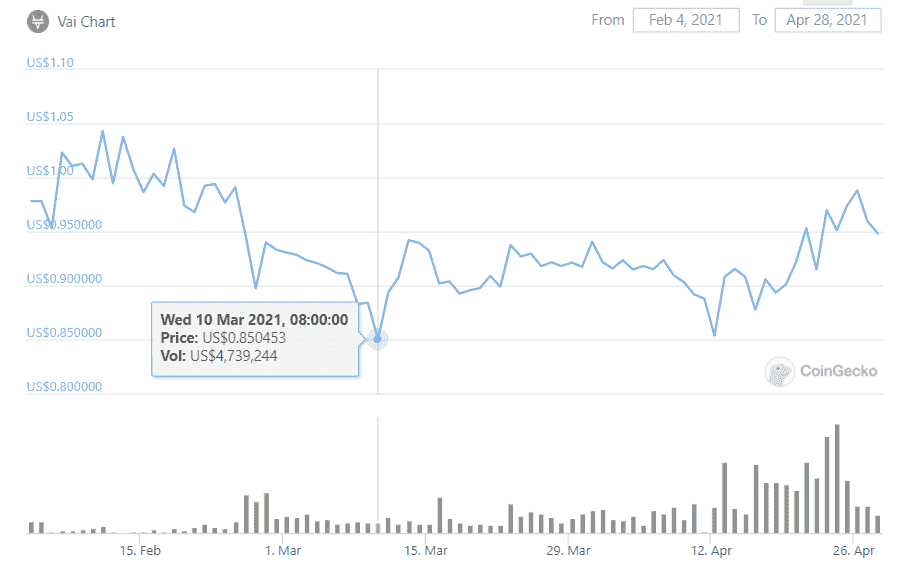 Vai Chart
From Feb 4, 2021 To Apr 28, 2021
US$1.10
US$1.05
US$1.00
US$0.950000
US$0.900000
US$0.850000
US$0.800000
Wed 10 Mar 2021, 08:00:00
Price: US$0.850453
Vol: US$4,739,244
CoinGecko
15. Feb 1. Mar 15. Mar 29. Mar 12. Apr 26. Apr